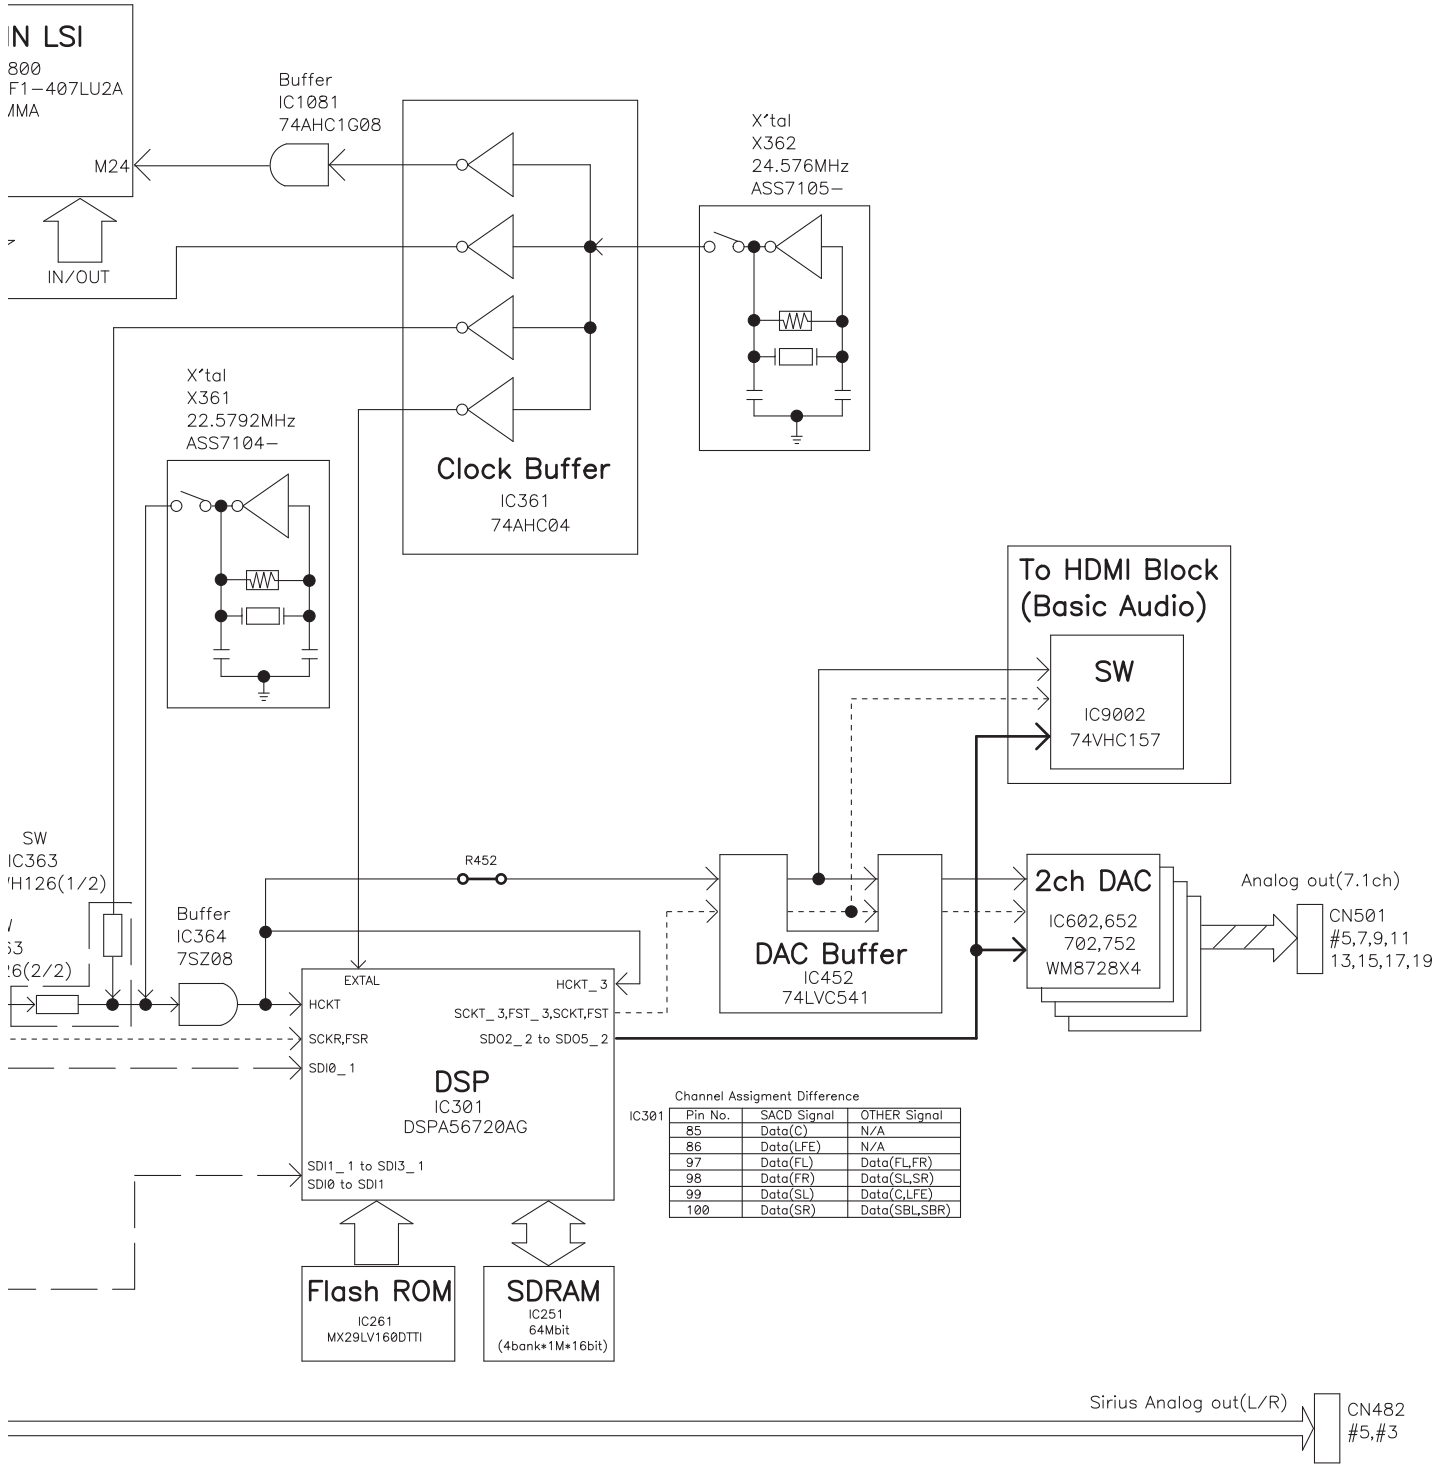 IN LSI
800
F1-407LU2A
MMA
M24
IN/OUT
Buffer
IC1081
74AHC1G08
X'tal
X362
24.576MHz
ASS7105-
Clock Buffer
IC361
74AHC04
X'tal
X361
22.5792MHz
ASS7104-
To HDMI Block
(Basic Audio)
SW
IC9002
74VHC157
SW
IC363
VH126(1/2)
63
26(2/2)
Buffer
IC364
7SZ08
R452
DAC Buffer
IC452
74LVC541
2ch DAC
IC602,652
702,752
WM8728X4
Analog out(7.1ch)
CN501
#5,7,9,11
13,15,17,19
EXTAL
HCKT
HCKT_3
SCKT_3,FST_3,SCKT,FST
SCKR,FSR
SDO2_2 to SDO5_2
SDI0_1
DSP
IC301
DSPA56720AG
SDI1_1 to SDI3_1
SDI0 to SDI1
Channel Assigment Difference
IC301
Pin No. SACD Signal OTHER Signal
85 Data(C) N/A
86 Data(LFE) N/A
97 Data(FL) Data(FL,FR)
98 Data(FR) Data(SL,SR)
99 Data(SL) Data(C,LFE)
100 Data(SR) Data(SBL,SBR)
Flash ROM
IC261
MX29LV160DTTI
SDRAM
IC251
64Mbit
(4bank*1M*16bit)
Sirius Analog out(L/R)
CN482
#5,#3